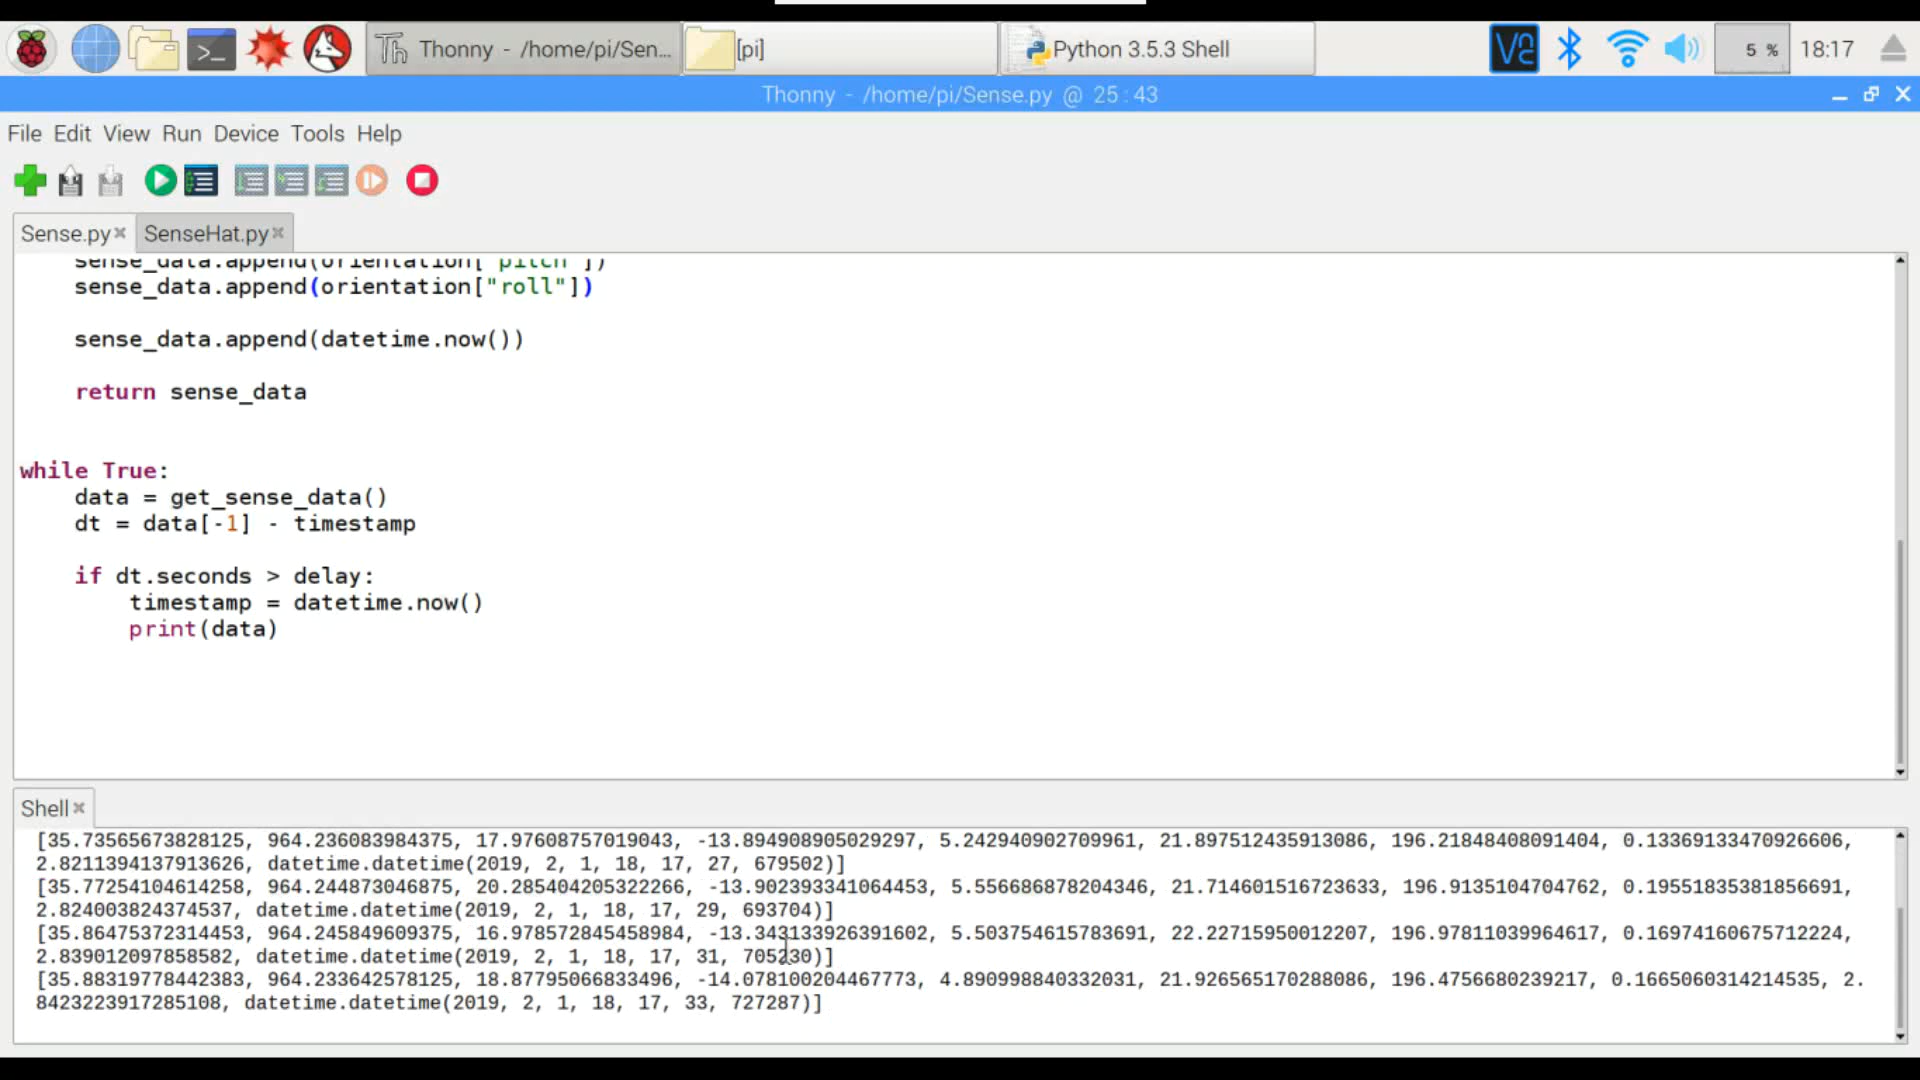 Thonny - /home/pi/Sen...
[pi]
Python 3.5.3 Shell
5 %
18:17
Thonny - /home/pi/Sense.py @ 25 : 43
File Edit View Run Device Tools Help
Sense.py
SenseHat.py
sense_data.append(orientation["pitch"])
sense_data.append(orientation["roll"])
sense_data.append(datetime.now())
return sense_data
while True:
data = get_sense_data()
dt = data[-1] - timestamp
if dt.seconds > delay:
timestamp = datetime.now()
print(data)
Shell
[35.73565673828125, 964.236083984375, 17.97608757019043, -13.894908905029297, 5.242940902709961, 21.897512435913086, 196.21848408091404, 0.13369133470926606,
2.8211394137913626, datetime.datetime(2019, 2, 1, 18, 17, 27, 679502)]
[35.77254104614258, 964.244873046875, 20.285404205322266, -13.902393341064453, 5.556686878204346, 21.714601516723633, 196.9135104704762, 0.19551835381856691,
2.824003824374537, datetime.datetime(2019, 2, 1, 18, 17, 29, 693704)]
[35.86475372314453, 964.245849609375, 16.978572845458984, -13.343133926391602, 5.503754615783691, 22.22715950012207, 196.97811039964617, 0.16974160675712224,
2.839012097858582, datetime.datetime(2019, 2, 1, 18, 17, 31, 705230)]
[35.88319778442383, 964.233642578125, 18.87795066833496, -14.078100204467773, 4.890998840332031, 21.926565170288086, 196.4756680239217, 0.1665060314214535, 2.
84223223917285108, datetime.datetime(2019, 2, 1, 18, 17, 33, 727287)]